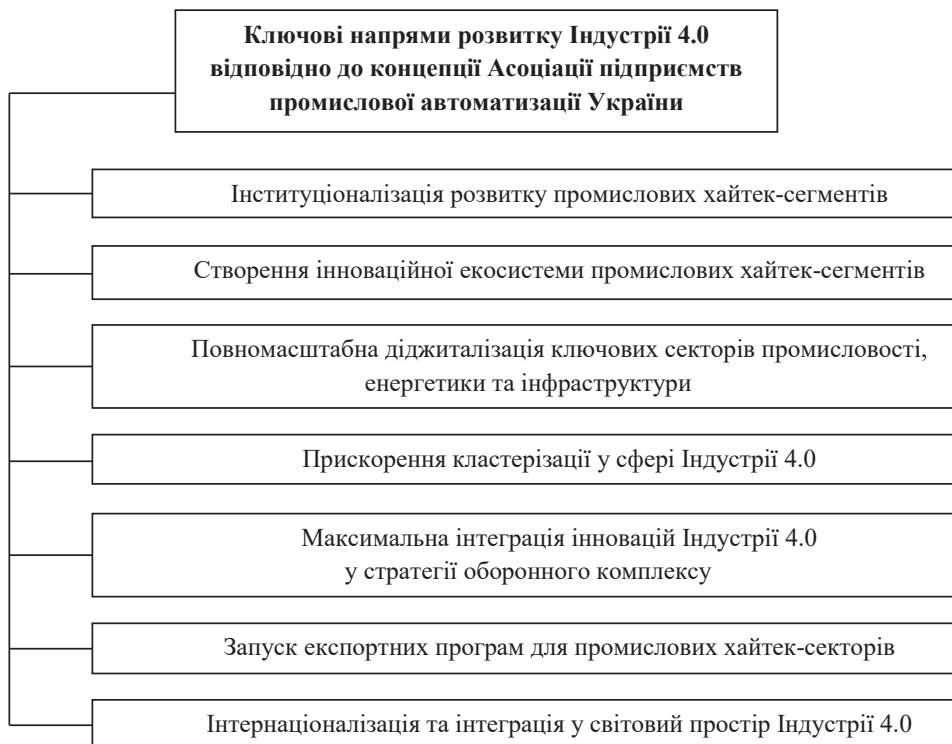 Ключові напрями розвитку Індустрії 4.0
відповідно до концепції Асоціації підприємств
промислової автоматизації України
Інституціоналізація розвитку промислових хайтек-сегментів
Створення інноваційної екосистеми промислових хайтек-сегментів
Повномасштабна діджиталізація ключових секторів промисловості,
енергетики та інфраструктури
Прискорення кластерізації у сфері Індустрії 4.0
Максимальна інтеграція інновацій Індустрії 4.0
у стратегії оборонного комплексу
Запуск експортних програм для промислових хайтек-секторів
Інтернаціоналізація та інтеграція у світовий простір Індустрії 4.0